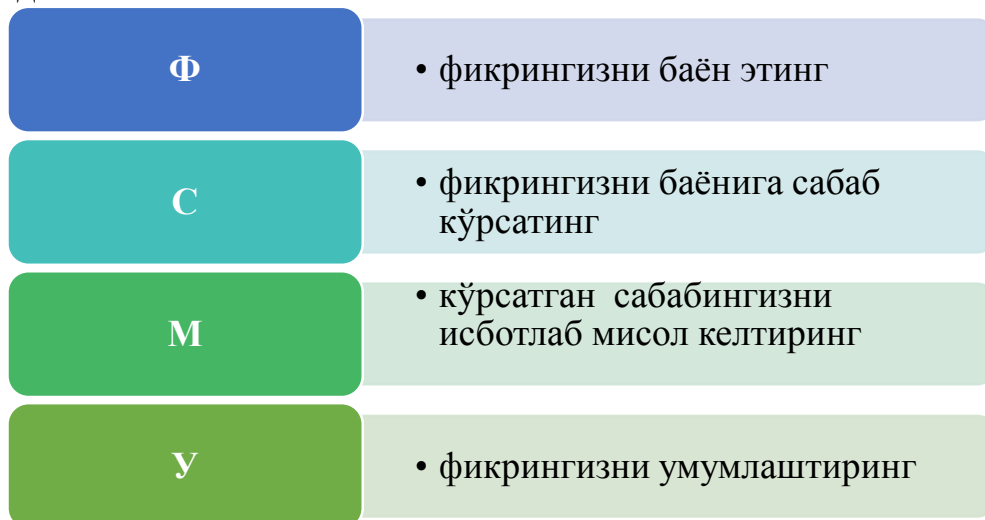 Ф
• фикрингизни баён этинг
С
• фикрингизни баёнига сабаб
кўрсатинг
М
• кўрсатган сабабингизни
исботлаб мисол келтиринг
У
• фикрингизни умумлаштиринг